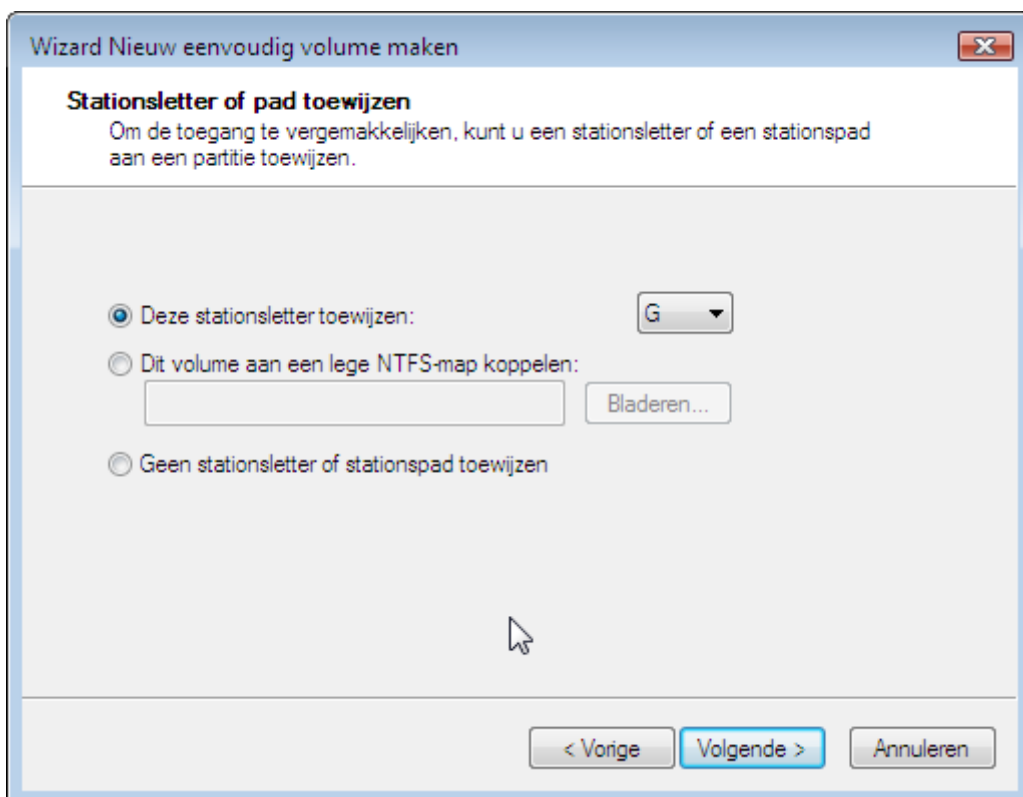 Wizard Nieuw eenvoudig volume maken
Stationsletter of pad toewijzen
Om de toegang te vergemakkelijken, kunt u een stationsletter of een stationspad
aan een partitie toewijzen.
Deze stationsletter toewijzen: G
Dit volume aan een lege NTFS-map koppelen:
Bladeren...
Geen stationsletter of stationspad toewijzen
< Vorige Volgende > Annuleren